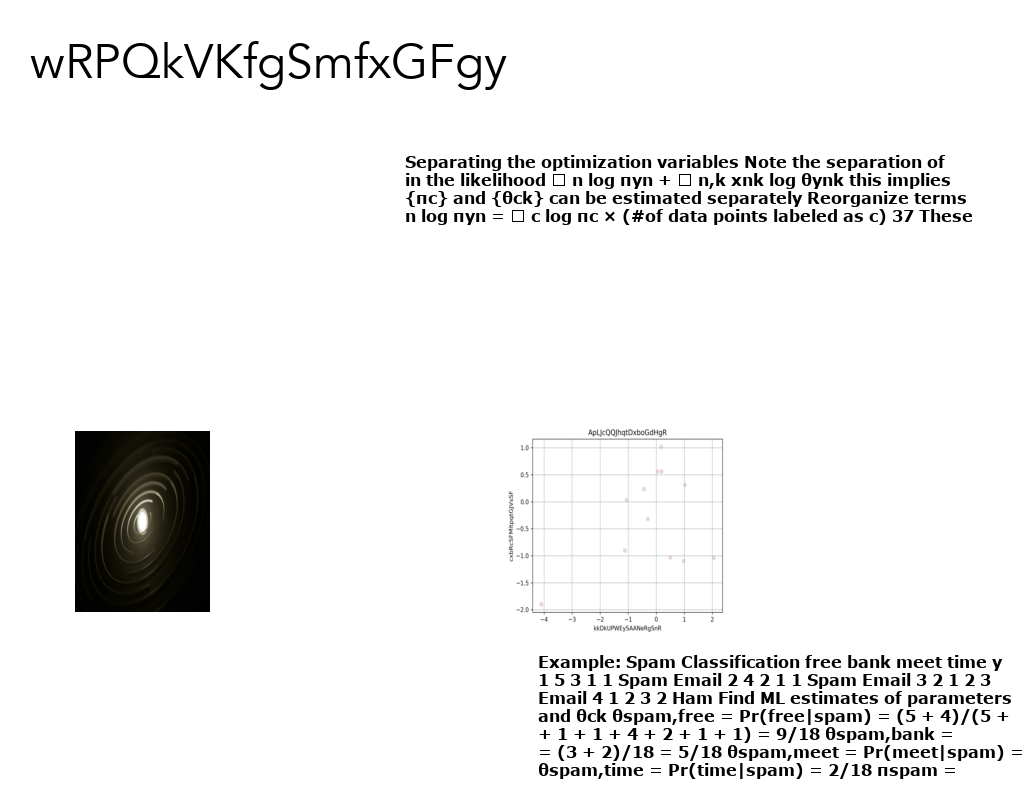 wRPQkVKfgSmfxGFgy
Separating the optimization variables Note the separation of
in the likelihood □ n log πyn + □ n,k xnk log θynk this implies
{πc} and {θck} can be estimated separately Reorganize terms
n log πyn = □ c log πc × (#of data points labeled as c) 37 These
ApLJcQQJhqtDxboGdHgR
1.0
0.5
0.0
−0.5
−1.0
−1.5
−2.0
−4 −3 −2 −1 0 1 2
Example: Spam Classification free bank meet time y
1 5 3 1 1 Spam Email 2 4 2 1 1 Spam Email 3 2 1 2 3
Email 4 1 2 3 2 Ham Find ML estimates of parameters
and θck θspam,free = Pr(free|spam) = (5 + 4)/(5 +
+ 1 + 1 + 4 + 2 + 1 + 1) = 9/18 θspam,bank =
= (3 + 2)/18 = 5/18 θspam,meet = Pr(meet|spam) =
θspam,time = Pr(time|spam) = 2/18 πspam =